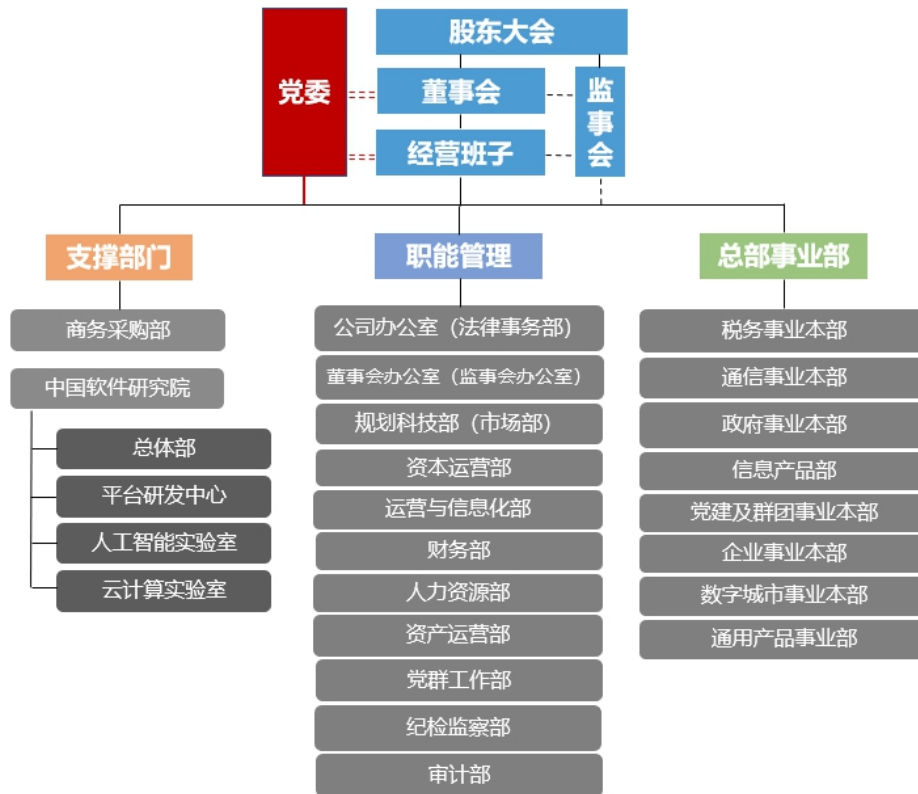 股东大会
党委
董事会
监事会
经营班子
支撑部门
商务采购部
中国软件研究院
总体部
平台研发中心
人工智能实验室
云计算实验室
职能管理
公司办公室（法律事务部）
董事会办公室（监事会办公室）
规划科技部（市场部）
资本运营部
运营与信息化部
财务部
人力资源部
资产运营部
党群工作部
纪检监察部
审计部
总部事业部
税务事业本部
通信事业本部
政府事业本部
信息产品部
党建及群团事业本部
企业事业本部
数字城市事业本部
通用产品事业部